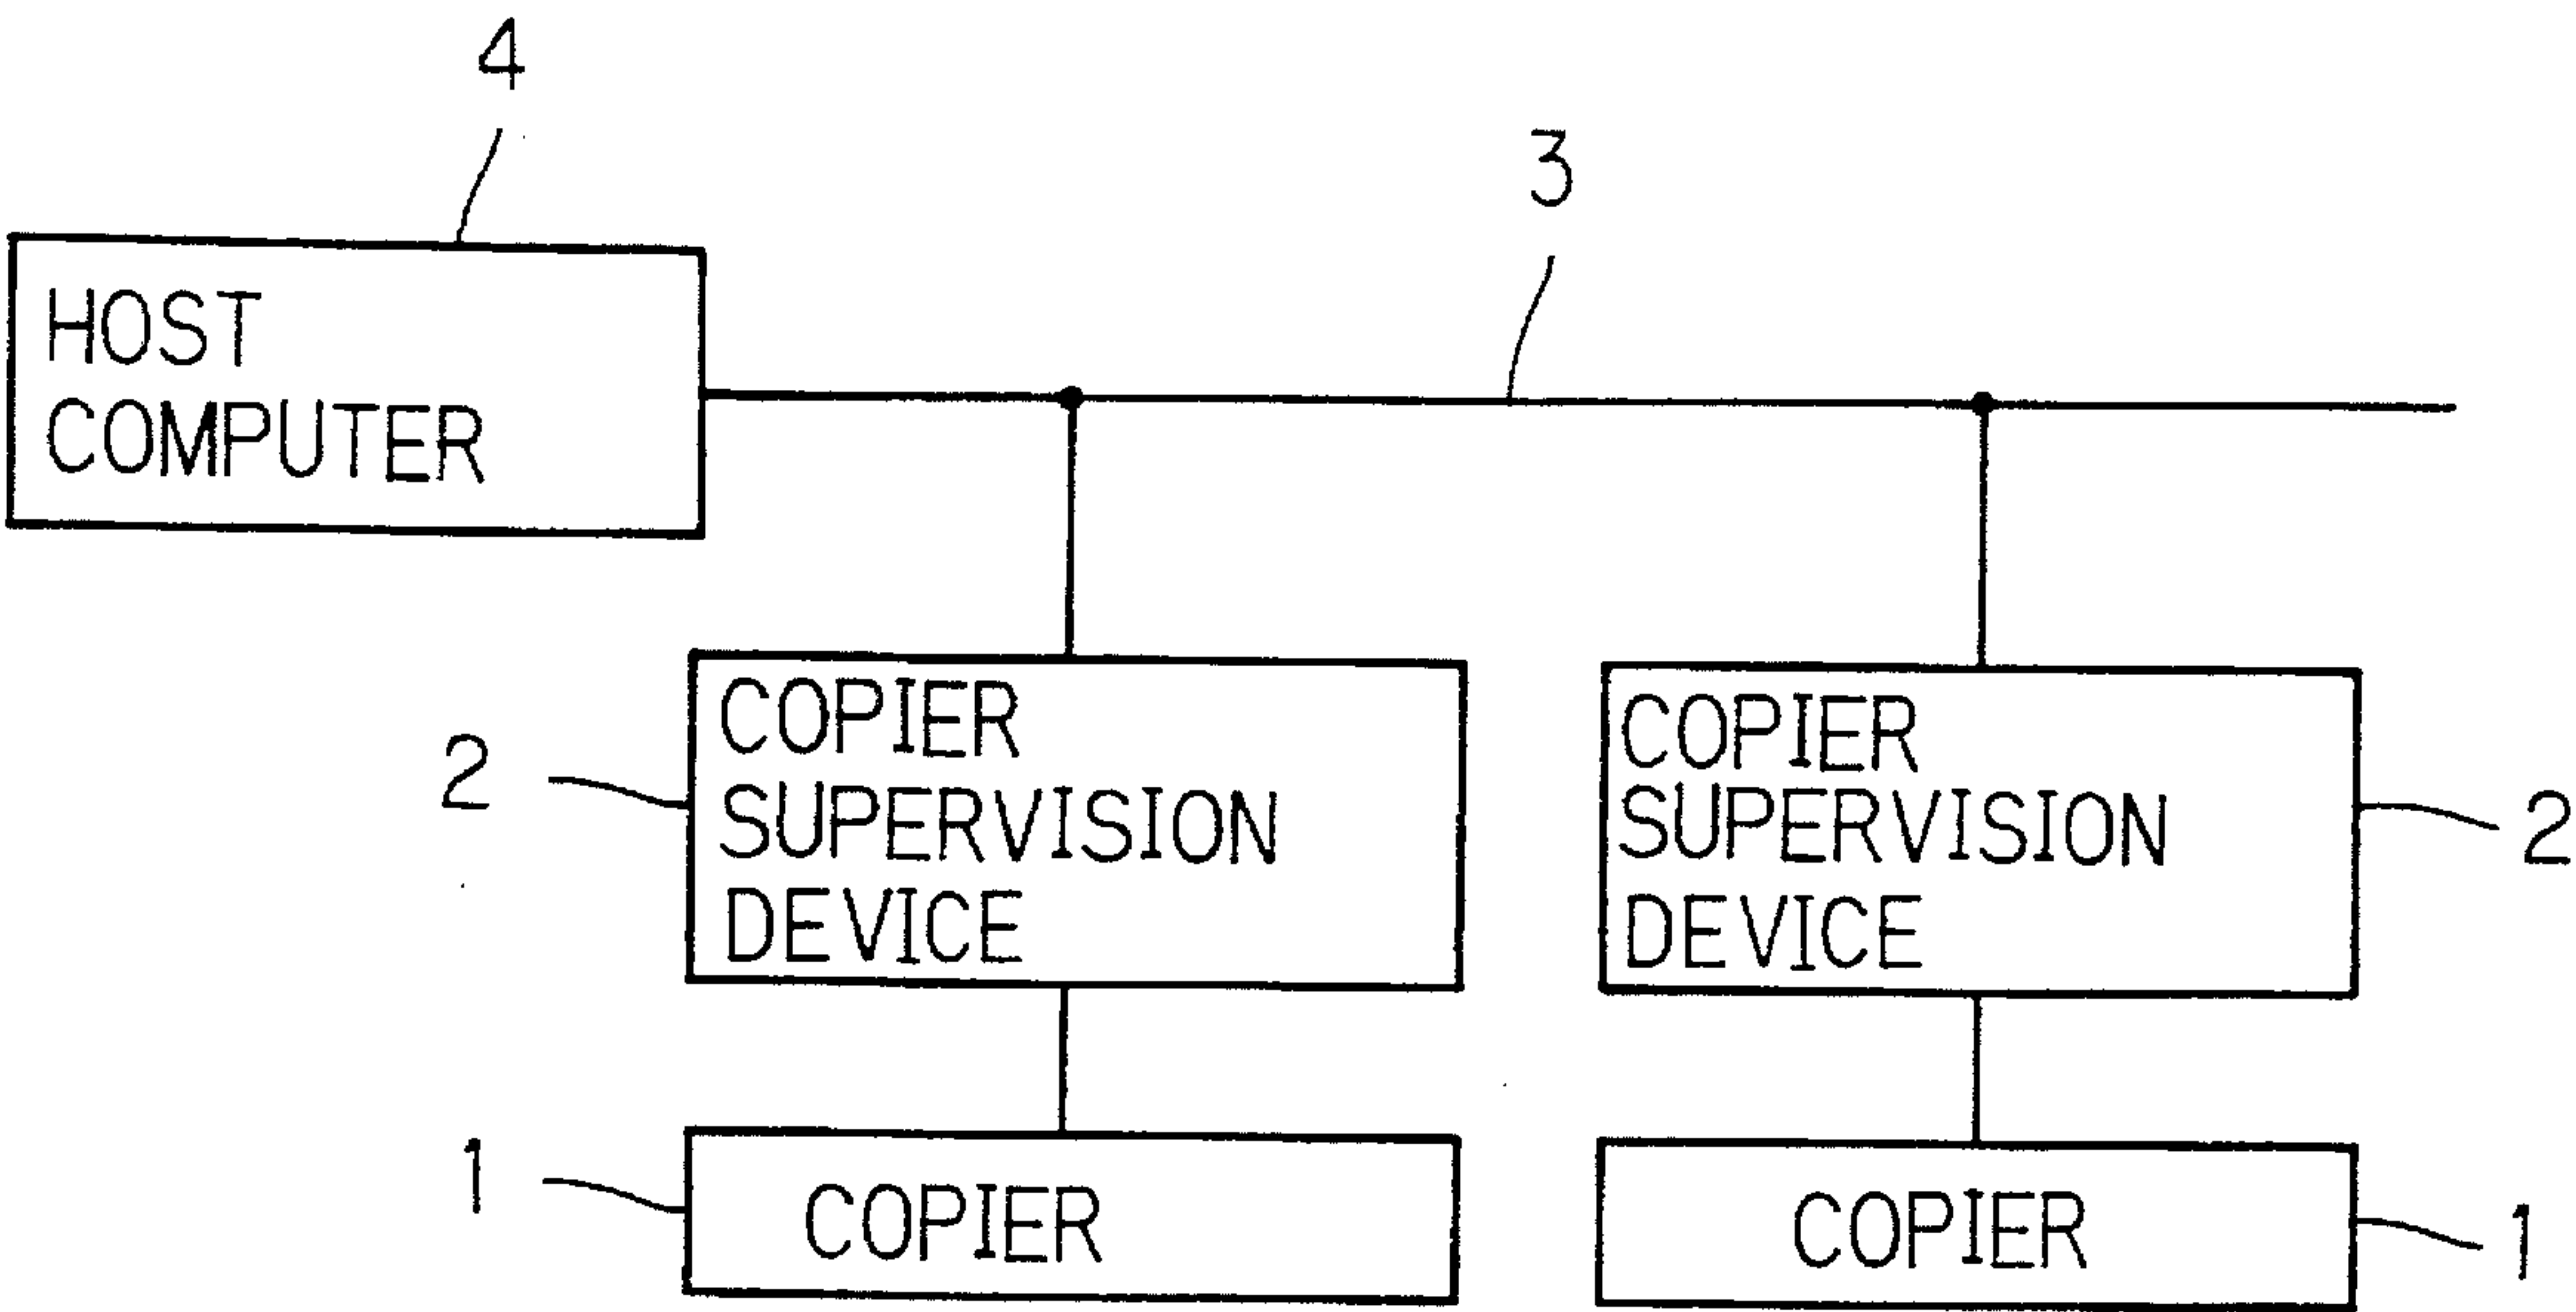 4
3
HOST
COMPUTER
2
COPIER
SUPERVISION
DEVICE
COPIER
SUPERVISION
DEVICE
2
1
COPIER
COPIER
1